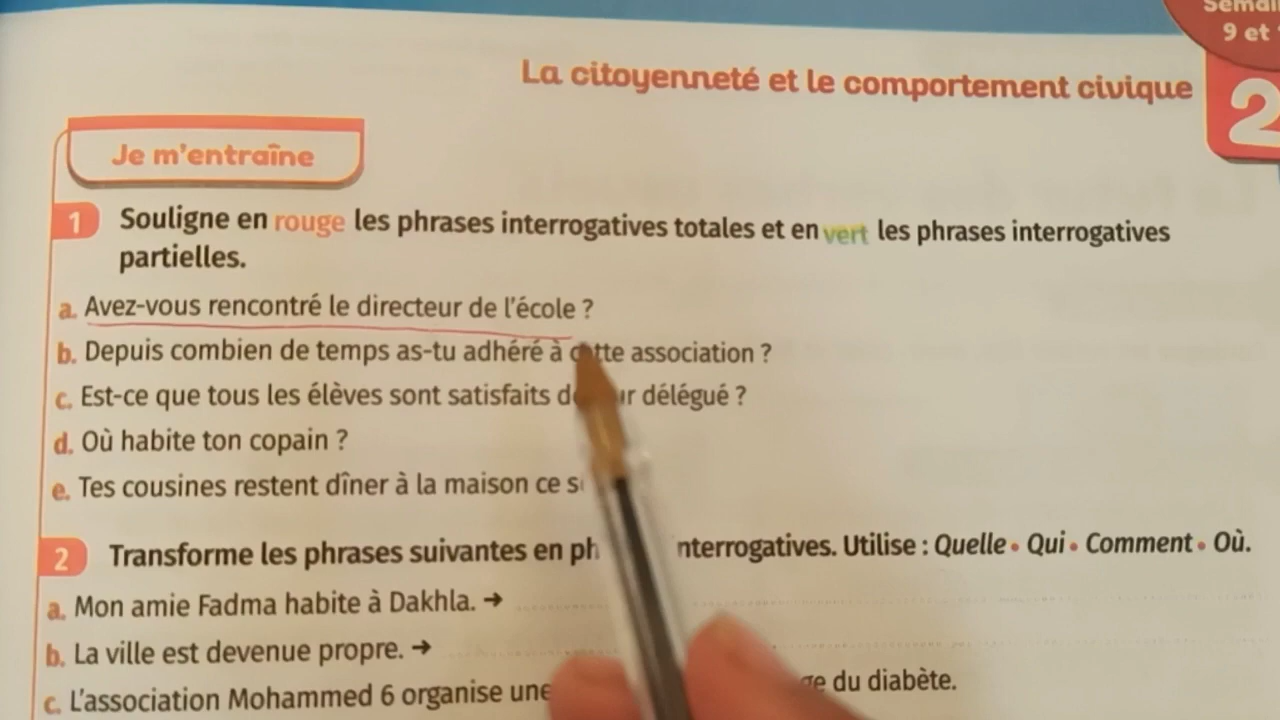 Semai
9 et
La citoyenneté et le comportement civique
2
Je m'entraîne
1 Souligne en rouge les phrases interrogatives totales et en vert les phrases interrogatives
partielles.
a. Avez-vous rencontré le directeur de l'école ?
b. Depuis combien de temps as-tu adhéré à cette association ?
c. Est-ce que tous les élèves sont satisfaits délégué ?
d. Où habite ton copain ?
e. Tes cousines restent dîner à la maison ce
2 Transforme les phrases suivantes en nterrogatives. Utilise : Quelle • Qui • Comment • Où.
a. Mon amie Fadma habite à Dakhla. →
b. La ville est devenue propre. →
c. L'association Mohammed 6 organise une ge du diabète.